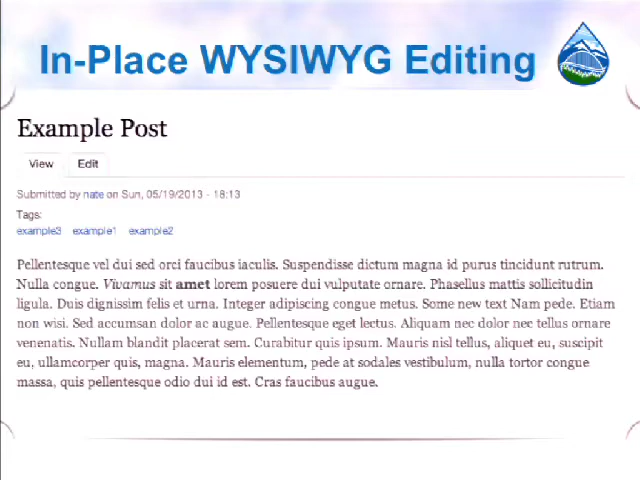 In-Place WYSIWYG Editing
Example Post
View Edit
Submitted by nate on Sun, 05/19/2013 - 18:13
Tags:
example3 example1 example2
Pellentesque vel dui sed orci faucibus iaculis. Suspendisse dictum magna id purus tincidunt rutrum.
Nulla congue. Vivamus sit amet lorem posuere dui vulputate ornare. Phasellus mattis sollicitudin
ligula. Duis dignissim felis et urna. Integer adipiscing congue metus. Some new text Nam pede. Etiam
non wisi. Sed accumsan dolor ac augue. Pellentesque eget lectus. Aliquam nec dolor nec tellus ornare
venenatis. Nullam blandit placerat sem. Curabitur quis ipsum. Mauris nisl tellus, aliquet eu, suscipit
eu, ullamcorper quis, magna. Mauris elementum, pede at sodales vestibulum, nulla tortor congue
massa, quis pellentesque odio dui id est. Cras faucibus augue.